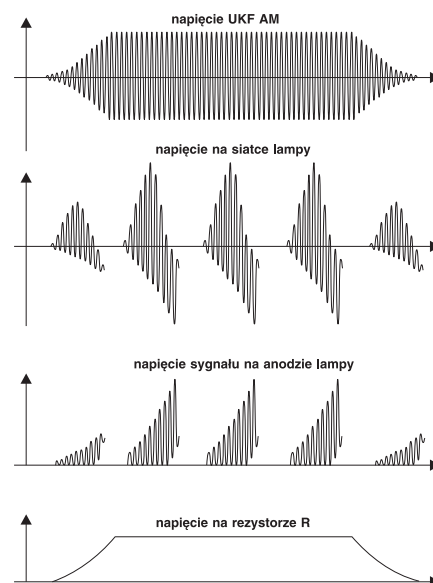 napięcie UKF AM
napięcie na siatce lampy
napięcie sygnału na anodzie lampy
napięcie na rezystorze R